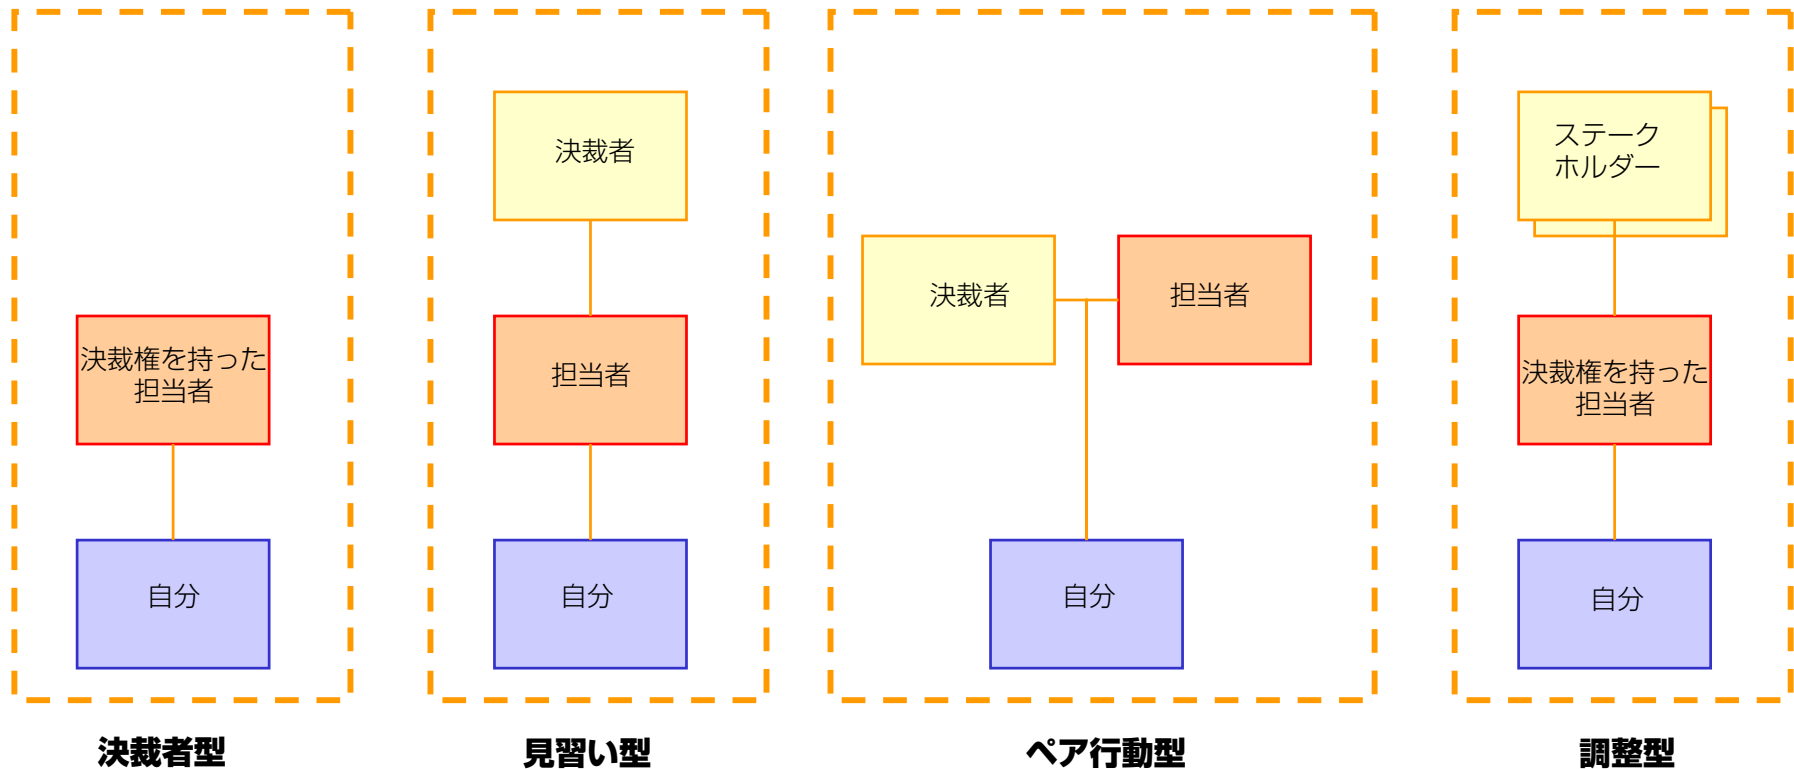 決裁権を持った
担当者
自分
決裁者型
決裁者
担当者
自分
見習い型
決裁者
担当者
自分
ペア行動型
ステーク
ホルダー
決裁権を持った
担当者
自分
調整型